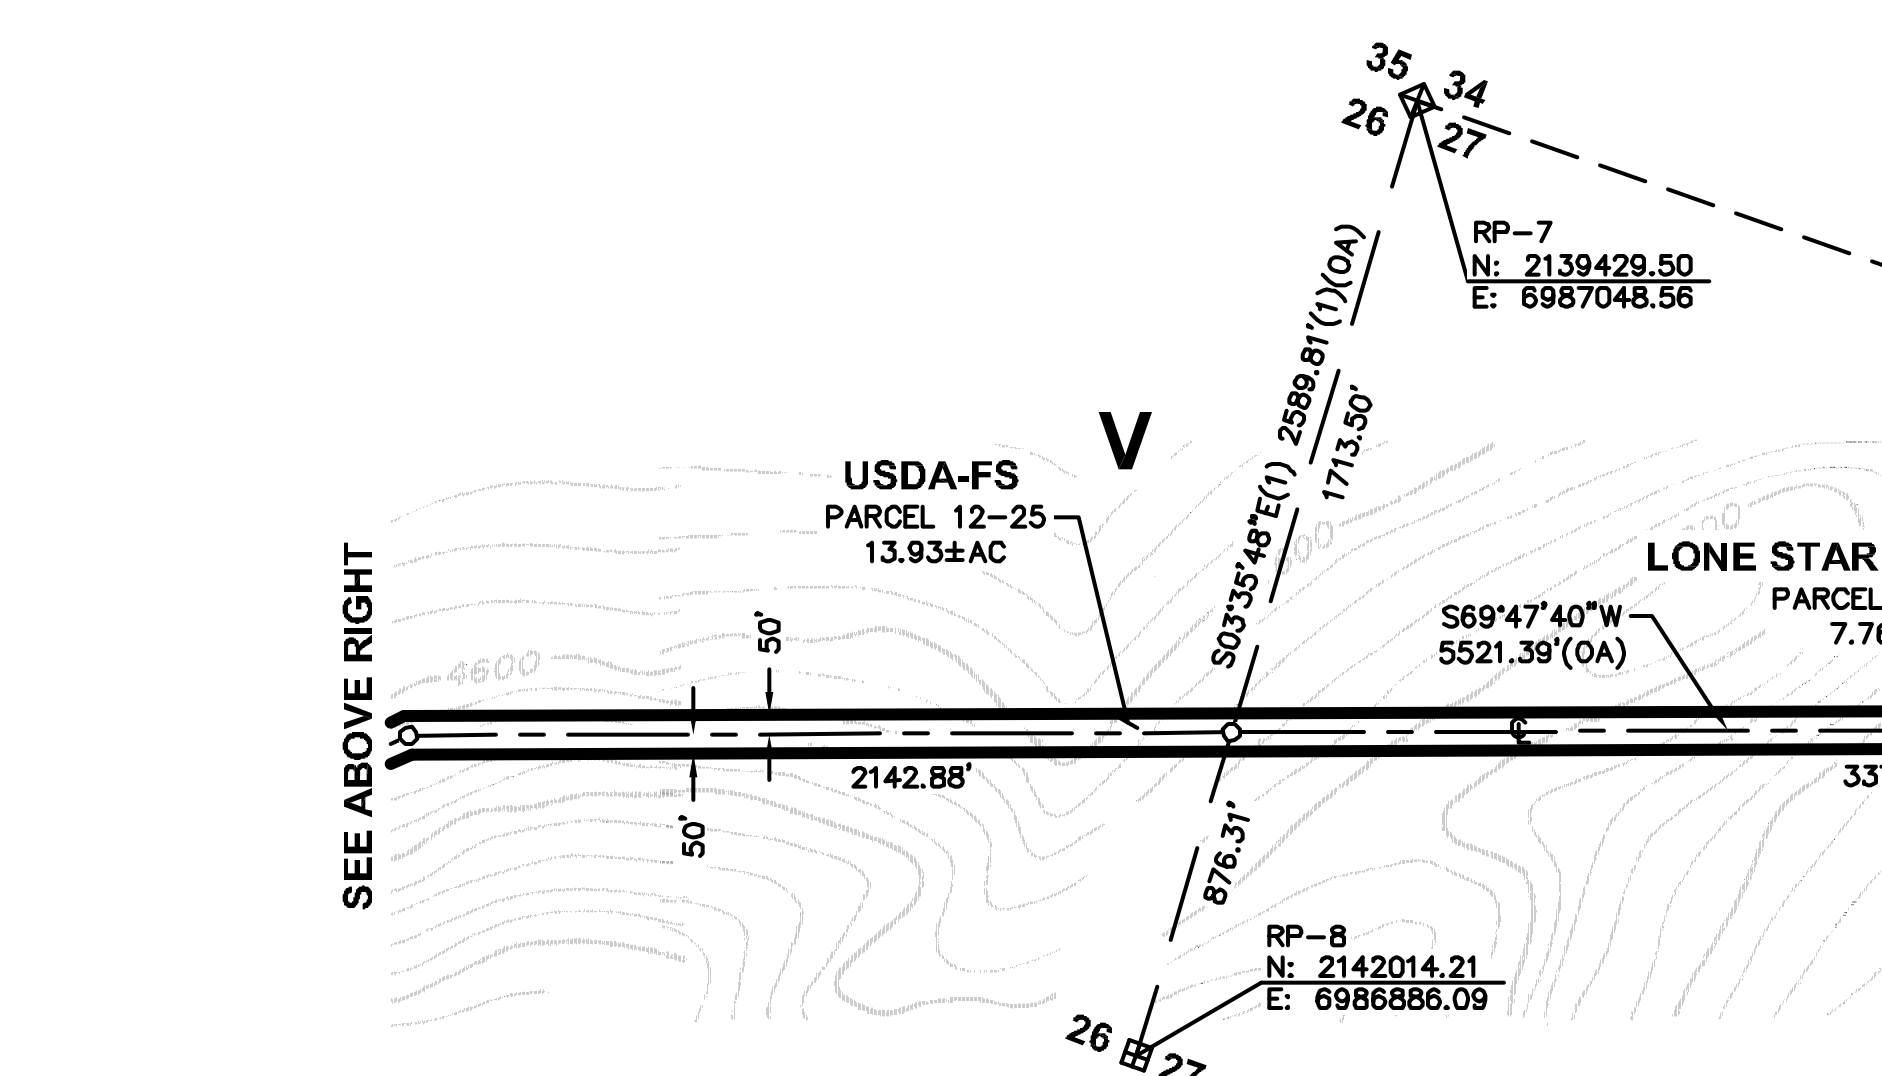 35 34
26 27
RP-7
N: 2139429.50
E: 6987048.56
S03°35'48"E(1) 2589.81'(1)(OA)
1713.50'
V
USDA-FS
PARCEL 12-25
13.93±AC
LONE STAR
PARCEL
7.76
S69°47'40"W
5521.39'(OA)
SEE ABOVE RIGHT
4600
50'
50'
℄
2142.88'
876.31'
RP-8
N: 2142014.21
E: 6986886.09
26
27